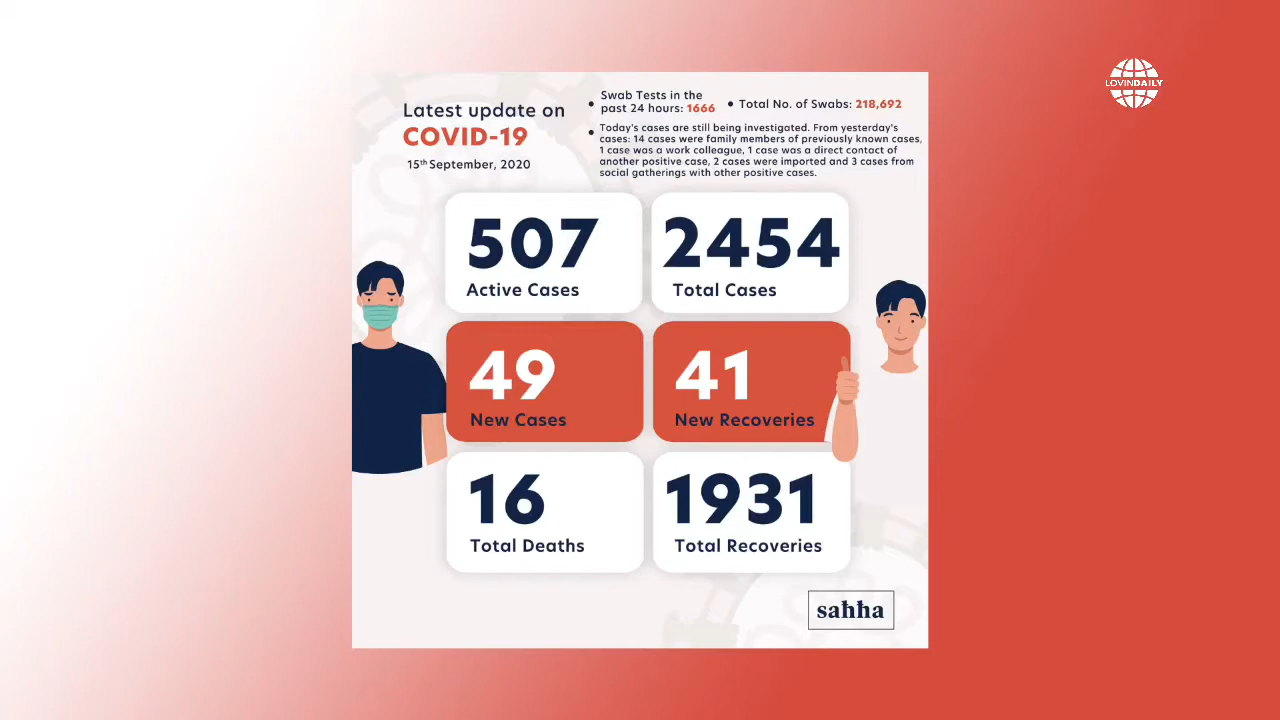 LOVINDAILY
Latest update on
COVID-19
15th September, 2020
• Swab Tests in the
past 24 hours: 1666
• Total No. of Swabs: 218,692
• Today's cases are still being investigated. From yesterday's
cases: 14 cases were family members of previously known cases,
1 case was a work colleague, 1 case was a direct contact of
another positive case, 2 cases were imported and 3 cases from
social gatherings with other positive cases.
507
Active Cases
2454
Total Cases
49
New Cases
41
New Recoveries
16
Total Deaths
1931
Total Recoveries
saħħa